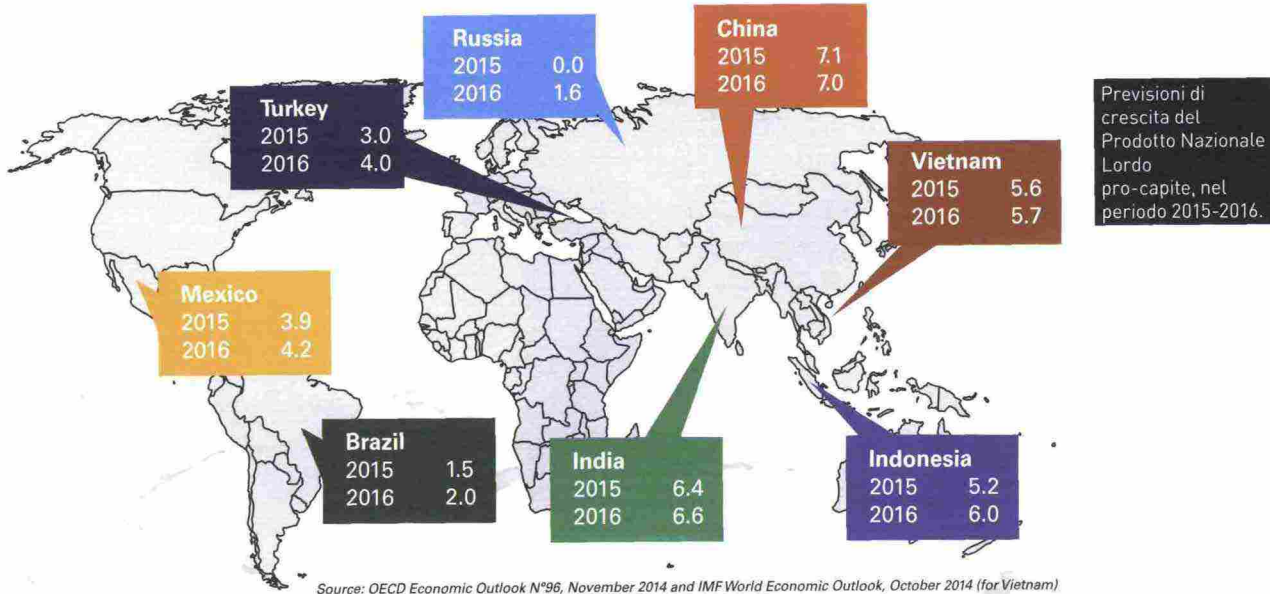 Russia
2015 0.0
2016 1.6
China
2015 7.1
2016 7.0
Turkey
2015 3.0
2016 4.0
Previsioni di
crescita del
Prodotto Nazionale
Lordo
pro-capite, nel
periodo 2015-2016.
Vietnam
2015 5.6
2016 5.7
Mexico
2015 3.9
2016 4.2
Brazil
2015 1.5
2016 2.0
India
2015 6.4
2016 6.6
Indonesia
2015 5.2
2016 6.0
Source: OECD Economic Outlook N°96, November 2014 and IMF World Economic Outlook, October 2014 (for Vietnam)